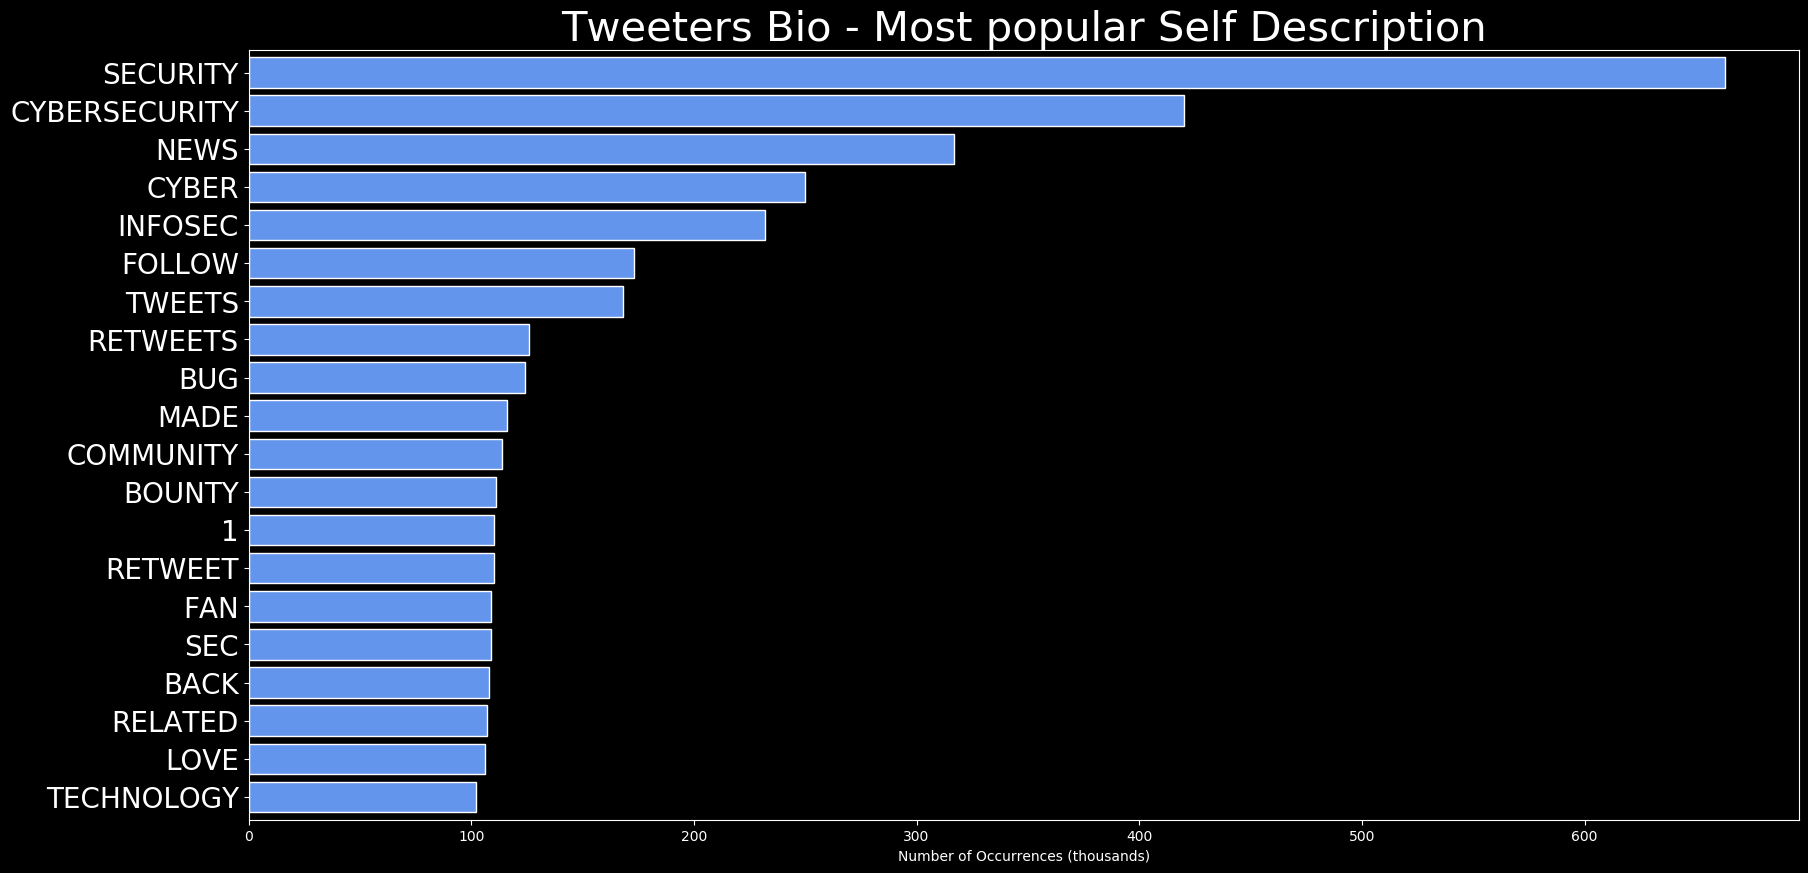 Tweeters Bio - Most popular Self Description
SECURITY
CYBERSECURITY
NEWS
CYBER
INFOSEC
FOLLOW
TWEETS
RETWEETS
BUG
MADE
COMMUNITY
BOUNTY
1
RETWEET
FAN
SEC
BACK
RELATED
LOVE
TECHNOLOGY
0 100 200 300 400 500 600
Number of Occurrences (thousands)